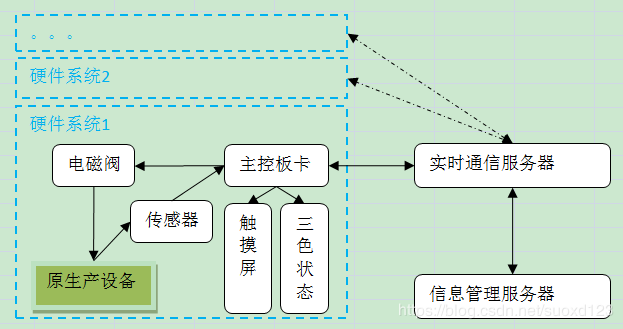 。。。
硬件系统2
硬件系统1
电磁阀
主控板卡
实时通信服务器
传感器
触摸屏
三色状态
原生产设备
信息管理服务器
https://blog.csdn.net/suoxd123